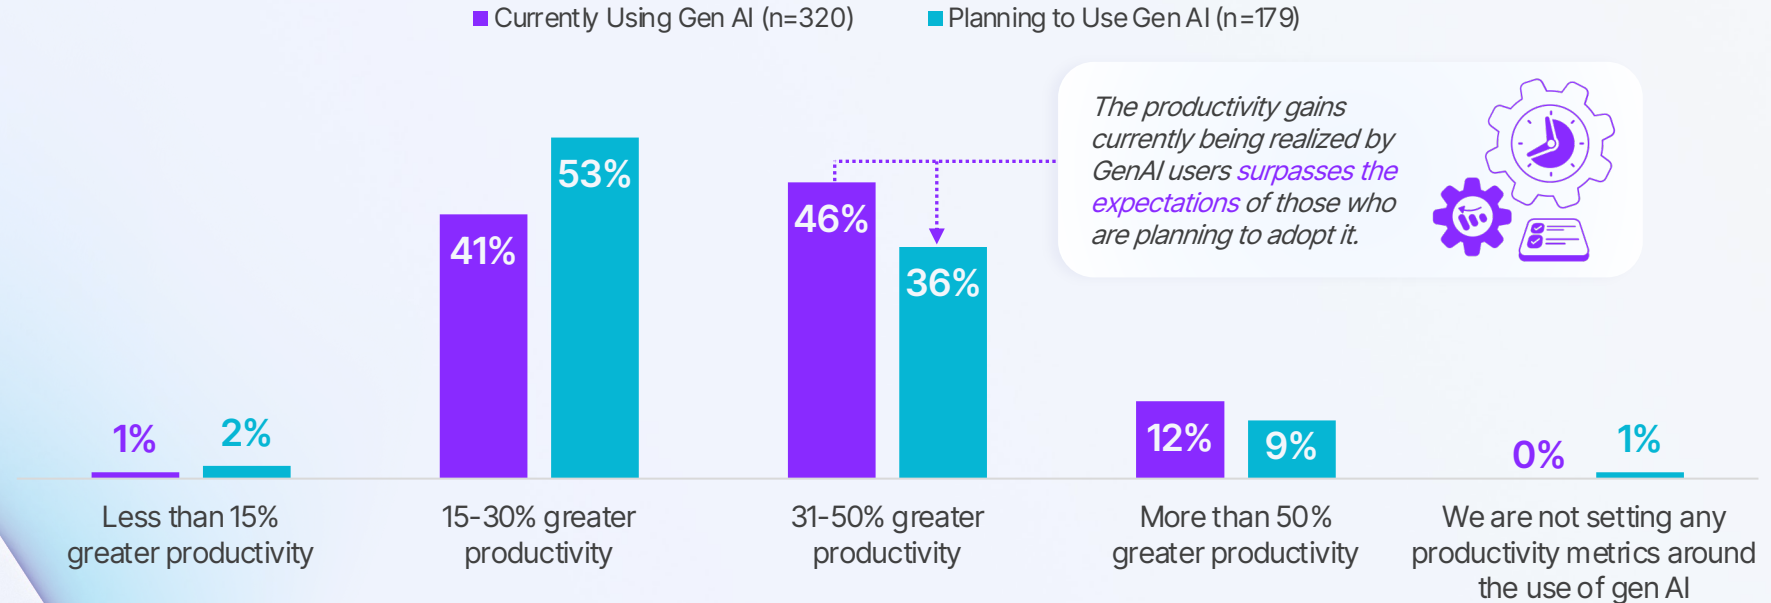 Currently Using Gen AI (n=320)
Planning to Use Gen AI (n=179)
The productivity gains
currently being realized by
GenAI users surpasses the
expectations of those who
are planning to adopt it.
1%
2%
41%
53%
46%
36%
12%
9%
0%
1%
Less than 15%
greater productivity
15-30% greater
productivity
31-50% greater
productivity
More than 50%
greater productivity
We are not setting any
productivity metrics around
the use of gen AI